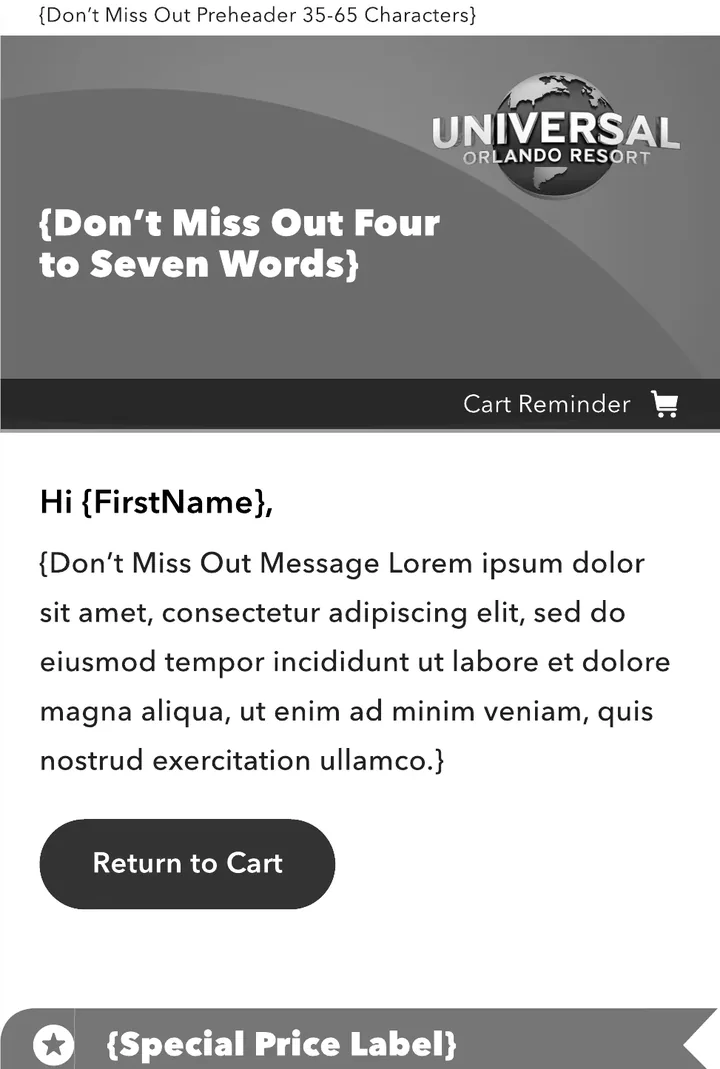 {Don’t Miss Out Preheader 35-65 Characters}
UNIVERSAL
ORLANDO RESORT
{Don’t Miss Out Four
to Seven Words}
Cart Reminder
Hi {FirstName},
{Don’t Miss Out Message Lorem ipsum dolor
sit amet, consectetur adipiscing elit, sed do
eiusmod tempor incididunt ut labore et dolore
magna aliqua, ut enim ad minim veniam, quis
nostrud exercitation ullamco.}
Return to Cart
{Special Price Label}